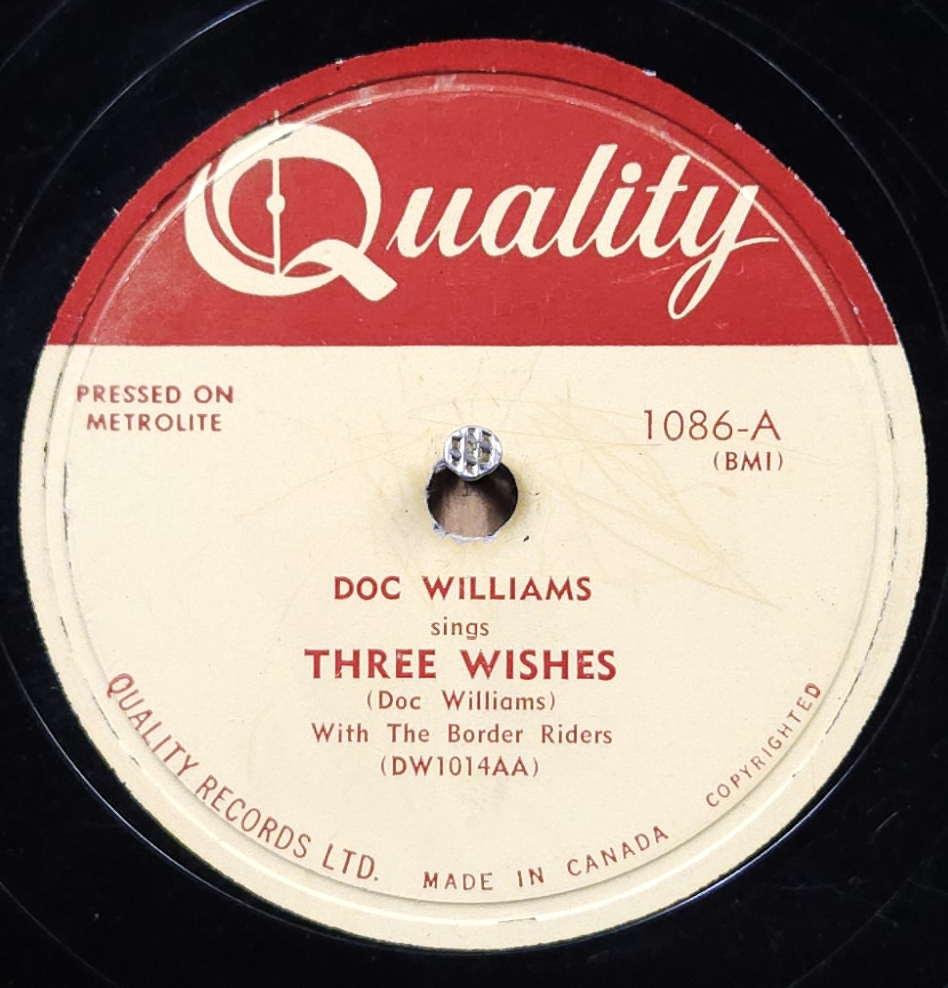 Quality
PRESSED ON
METROLITE
1086-A
(BMI)
DOC WILLIAMS
sings
THREE WISHES
(Doc Williams)
With The Border Riders
(DW1014AA)
QUALITY RECORDS LTD. MADE IN CANADA COPYRIGHTED